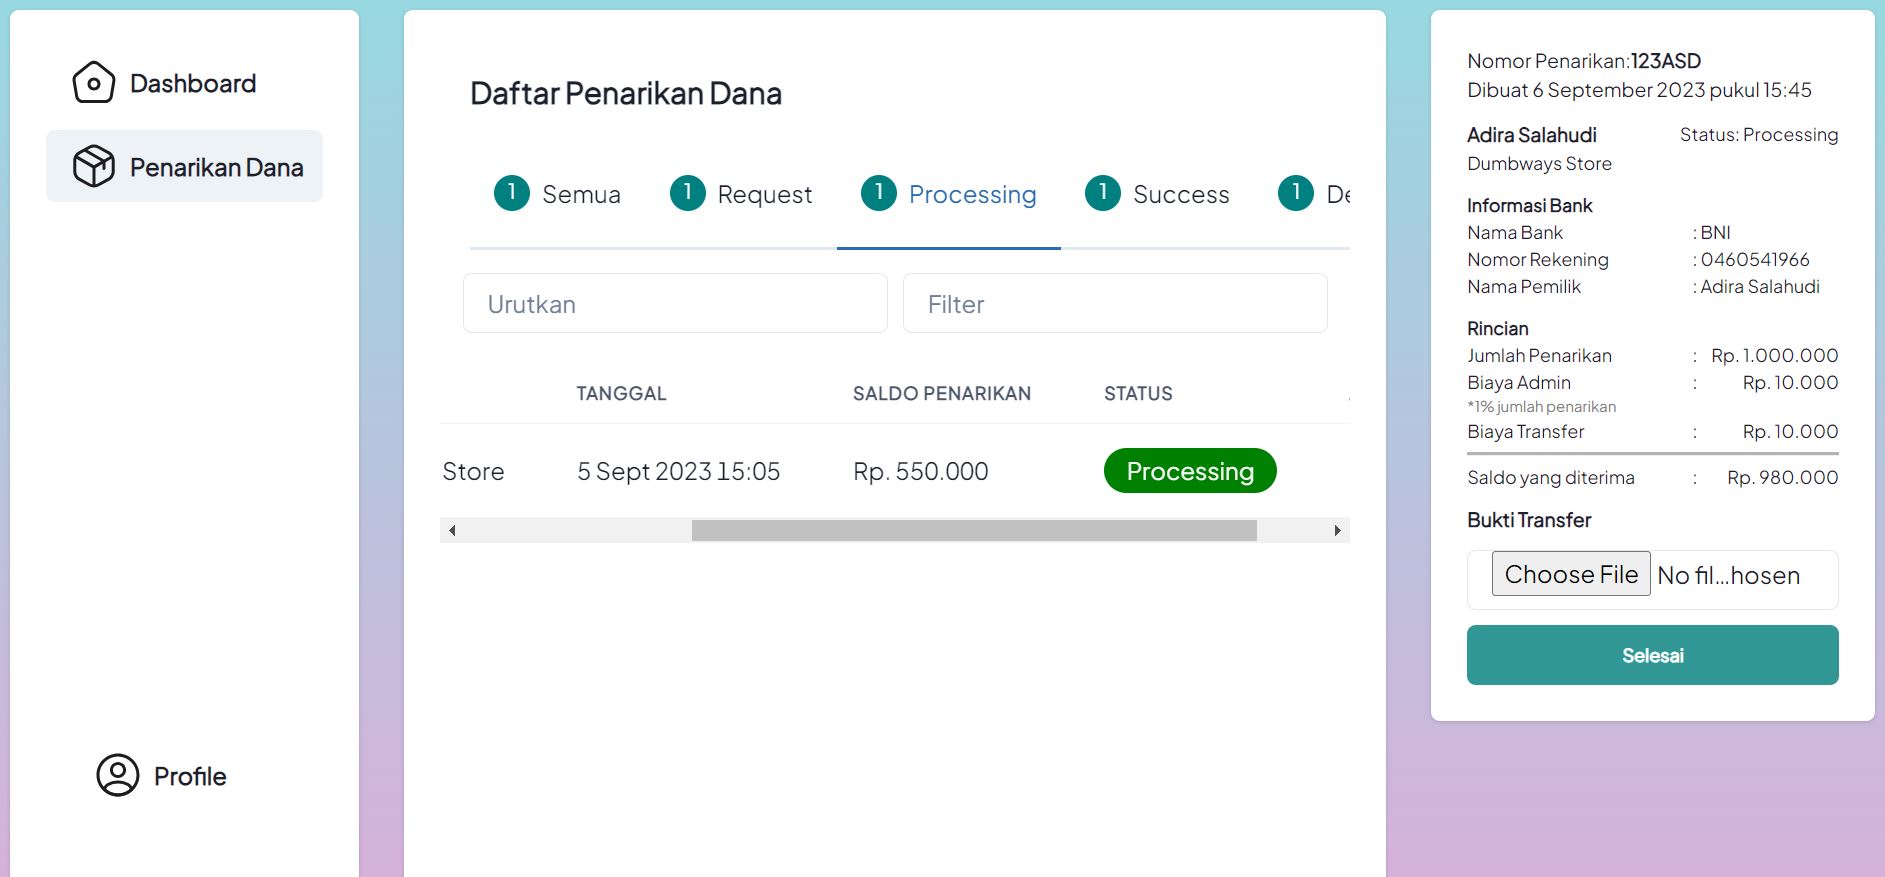 Dashboard
Penarikan Dana
Profile
Daftar Penarikan Dana
1 Semua 1 Request 1 Processing 1 Success 1 De
Urutkan Filter
TANGGAL SALDO PENARIKAN STATUS
Store 5 Sept 2023 15:05 Rp. 550.000 Processing
Nomor Penarikan:123ASD
Dibuat 6 September 2023 pukul 15:45
Adira Salahudi Status: Processing
Dumbways Store
Informasi Bank
Nama Bank : BNI
Nomor Rekening : 0460541966
Nama Pemilik : Adira Salahudi
Rincian
Jumlah Penarikan : Rp. 1.000.000
Biaya Admin : Rp. 10.000
*1% jumlah penarikan
Biaya Transfer : Rp. 10.000
Saldo yang diterima : Rp. 980.000
Bukti Transfer
Choose File No fil...hosen
Selesai